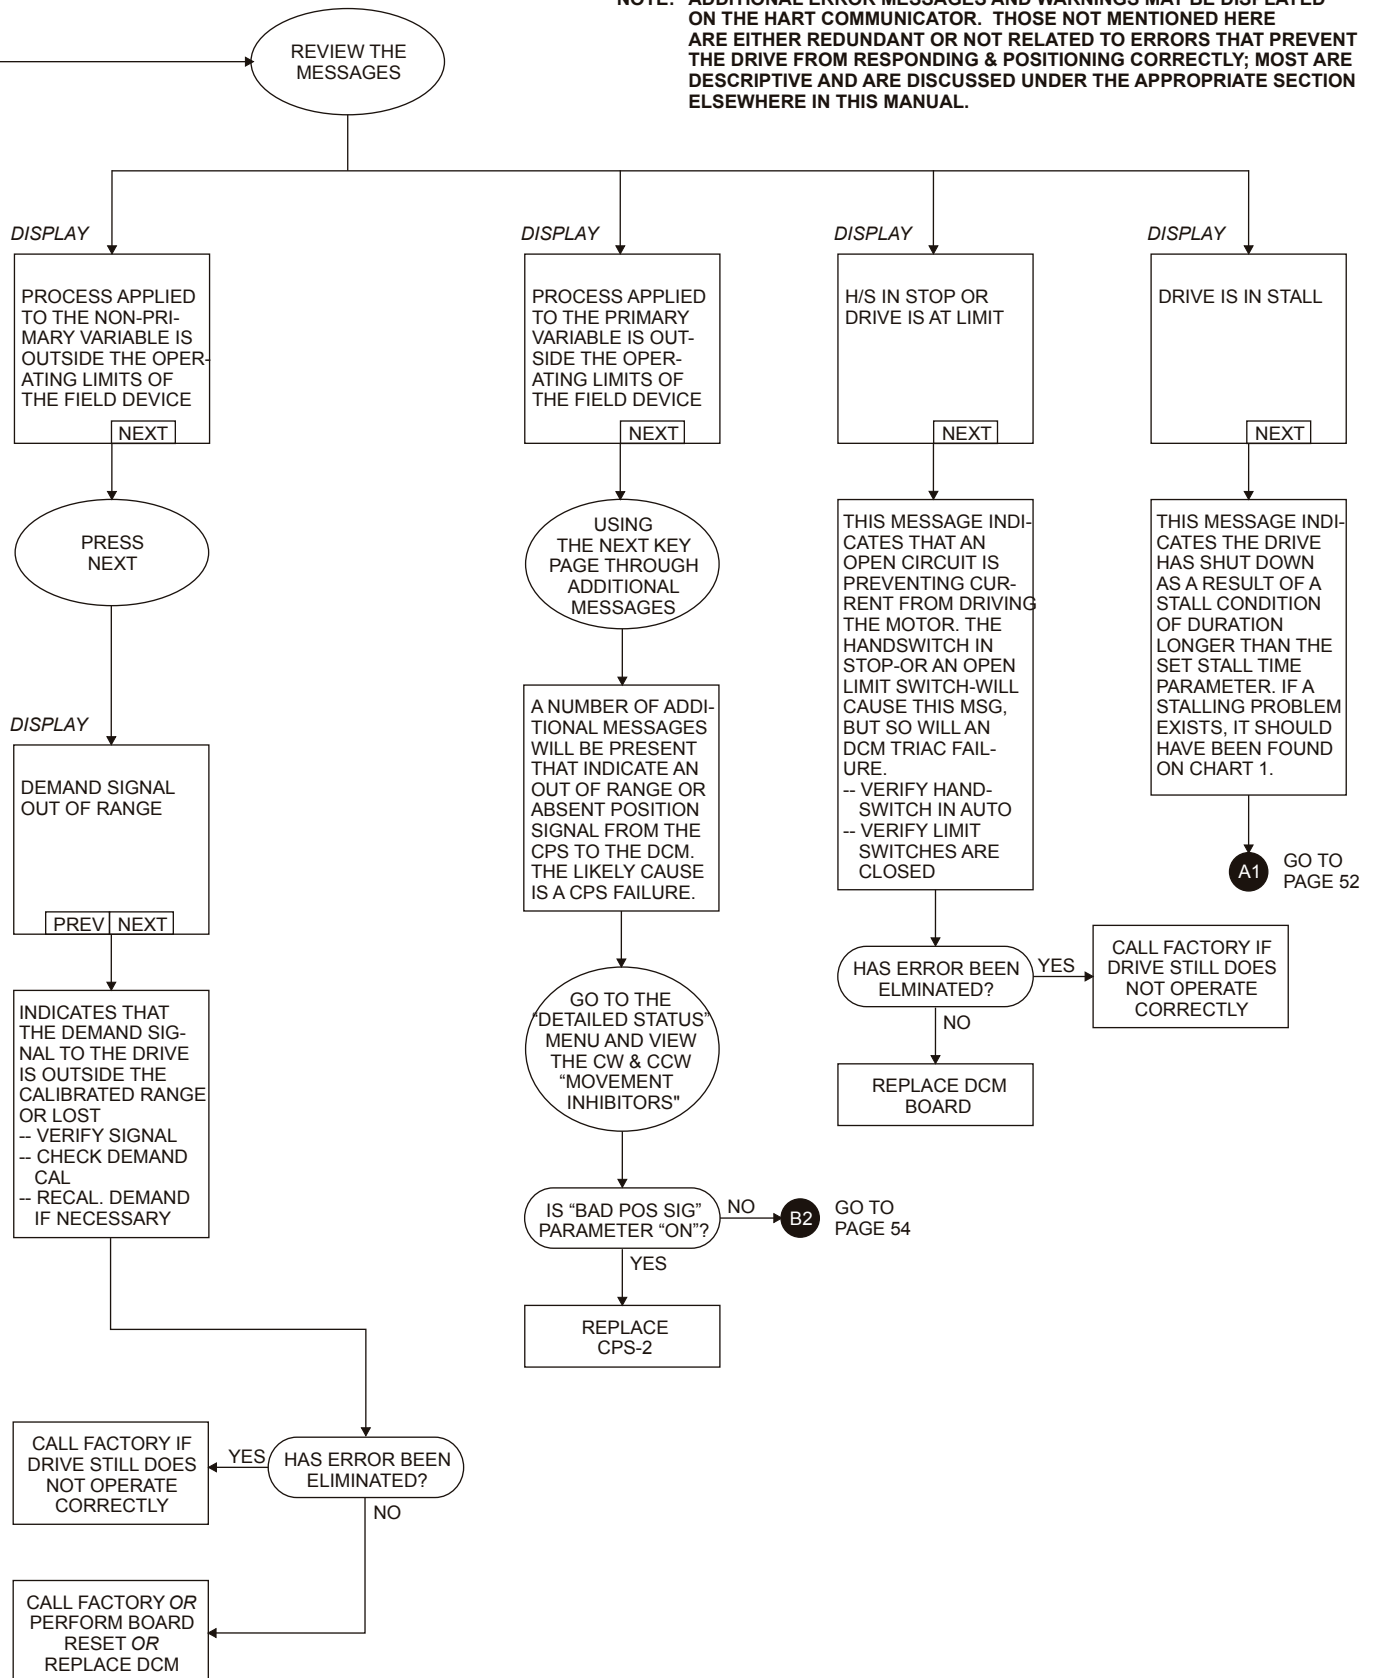 NOTE: ADDITIONAL ERROR MESSAGES AND WARNINGS MAY BE DISPLAYED
ON THE HART COMMUNICATOR. THOSE NOT MENTIONED HERE
ARE EITHER REDUNDANT OR NOT RELATED TO ERRORS THAT PREVENT
THE DRIVE FROM RESPONDING & POSITIONING CORRECTLY; MOST ARE
DESCRIPTIVE AND ARE DISCUSSED UNDER THE APPROPRIATE SECTION
ELSEWHERE IN THIS MANUAL.
REVIEW THE
MESSAGES
DISPLAY
PROCESS APPLIED
TO THE NON-PRI-
MARY VARIABLE IS
OUTSIDE THE OPER-
ATING LIMITS OF
THE FIELD DEVICE
NEXT
PRESS
NEXT
DISPLAY
DEMAND SIGNAL
OUT OF RANGE
PREV NEXT
INDICATES THAT
THE DEMAND SIG-
NAL TO THE DRIVE
IS OUTSIDE THE
CALIBRATED RANGE
OR LOST
-- VERIFY SIGNAL
-- CHECK DEMAND
CAL
-- RECAL. DEMAND
IF NECESSARY
HAS ERROR BEEN
ELIMINATED?
YES
CALL FACTORY IF
DRIVE STILL DOES
NOT OPERATE
CORRECTLY
NO
CALL FACTORY OR
PERFORM BOARD
RESET OR
REPLACE DCM
DISPLAY
PROCESS APPLIED
TO THE PRIMARY
VARIABLE IS OUT-
SIDE THE OPER-
ATING LIMITS OF
THE FIELD DEVICE
NEXT
USING
THE NEXT KEY
PAGE THROUGH
ADDITIONAL
MESSAGES
A NUMBER OF ADDI-
TIONAL MESSAGES
WILL BE PRESENT
THAT INDICATE AN
OUT OF RANGE OR
ABSENT POSITION
SIGNAL FROM THE
CPS TO THE DCM.
THE LIKELY CAUSE
IS A CPS FAILURE.
GO TO THE
“DETAILED STATUS”
MENU AND VIEW
THE CW & CCW
“MOVEMENT
INHIBITORS"
IS “BAD POS SIG”
PARAMETER “ON”?
NO
B2
GO TO
PAGE 54
YES
REPLACE
CPS-2
DISPLAY
H/S IN STOP OR
DRIVE IS AT LIMIT
NEXT
THIS MESSAGE INDI-
CATES THAT AN
OPEN CIRCUIT IS
PREVENTING CUR-
RENT FROM DRIVING
THE MOTOR. THE
HANDSWITCH IN
STOP-OR AN OPEN
LIMIT SWITCH-WILL
CAUSE THIS MSG,
BUT SO WILL AN
DCM TRIAC FAIL-
URE.
-- VERIFY HAND-
SWITCH IN AUTO
-- VERIFY LIMIT
SWITCHES ARE
CLOSED
HAS ERROR BEEN
ELMINATED?
YES
CALL FACTORY IF
DRIVE STILL DOES
NOT OPERATE
CORRECTLY
NO
REPLACE DCM
BOARD
DISPLAY
DRIVE IS IN STALL
NEXT
THIS MESSAGE INDI-
CATES THE DRIVE
HAS SHUT DOWN
AS A RESULT OF A
STALL CONDITION
OF DURATION
LONGER THAN THE
SET STALL TIME
PARAMETER. IF A
STALLING PROBLEM
EXISTS, IT SHOULD
HAVE BEEN FOUND
ON CHART 1.
A1
GO TO
PAGE 52